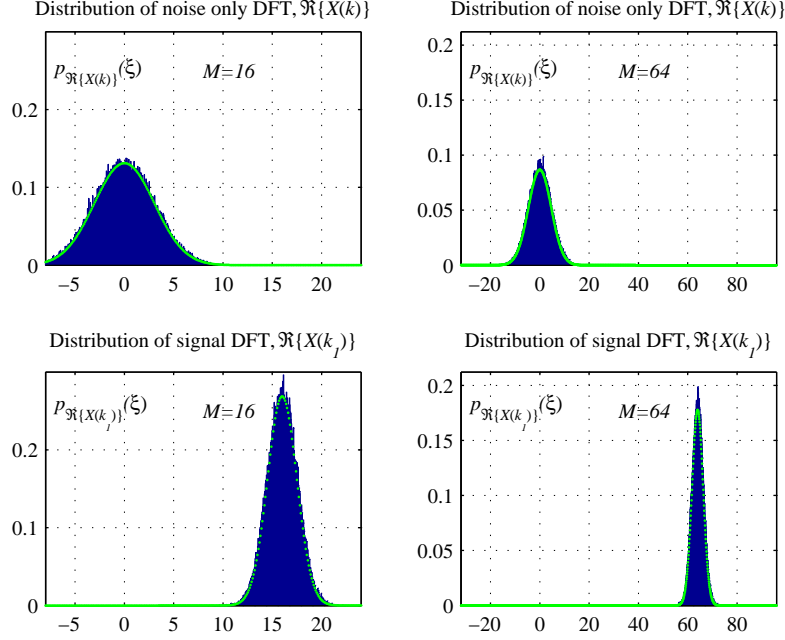 Distribution of noise only DFT, ℜ{X(k)}
p_ℜ{X(k)}(ξ) M=16
0.2
0.1
0
−5 0 5 10 15 20
Distribution of noise only DFT, ℜ{X(k)}
p_ℜ{X(k)}(ξ) M=64
0.2
0.15
0.1
0.05
0
−20 0 20 40 60 80
Distribution of signal DFT, ℜ{X(k_1)}
p_ℜ{X(k_1)}(ξ) M=16
0.2
0.1
0
−5 0 5 10 15 20
Distribution of signal DFT, ℜ{X(k_1)}
p_ℜ{X(k_1)}(ξ) M=64
0.2
0.15
0.1
0.05
0
−20 0 20 40 60 80